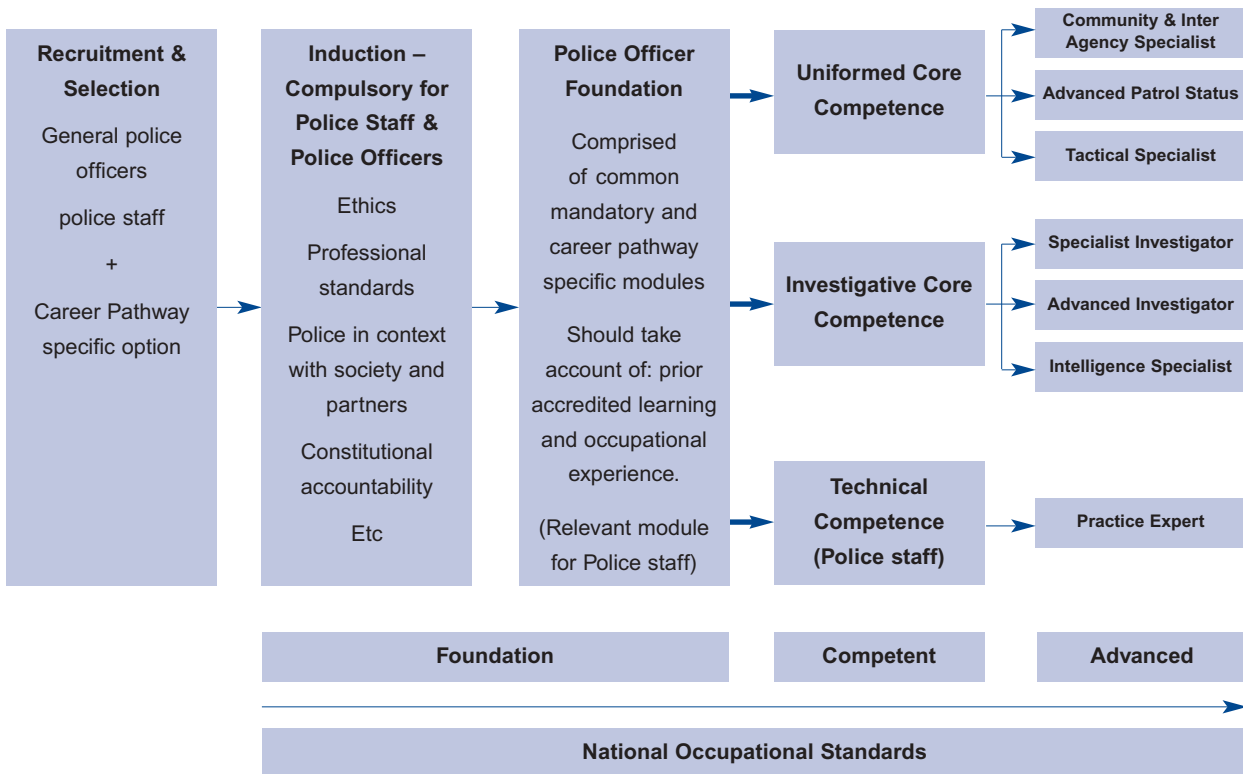 Recruitment &
Selection
General police
officers
police staff
+
Career Pathway
specific option
Induction –
Compulsory for
Police Staff &
Police Officers
Ethics
Professional
standards
Police in context
with society and
partners
Constitutional
accountability
Etc
Police Officer
Foundation
Comprised
of common
mandatory and
career pathway
specific modules
Should take
account of: prior
accredited learning
and occupational
experience.
(Relevant module
for Police staff)
Uniformed Core
Competence
Community & Inter
Agency Specialist
Advanced Patrol Status
Tactical Specialist
Investigative Core
Competence
Specialist Investigator
Advanced Investigator
Intelligence Specialist
Technical
Competence
(Police staff)
Practice Expert
Foundation
Competent
Advanced
National Occupational Standards